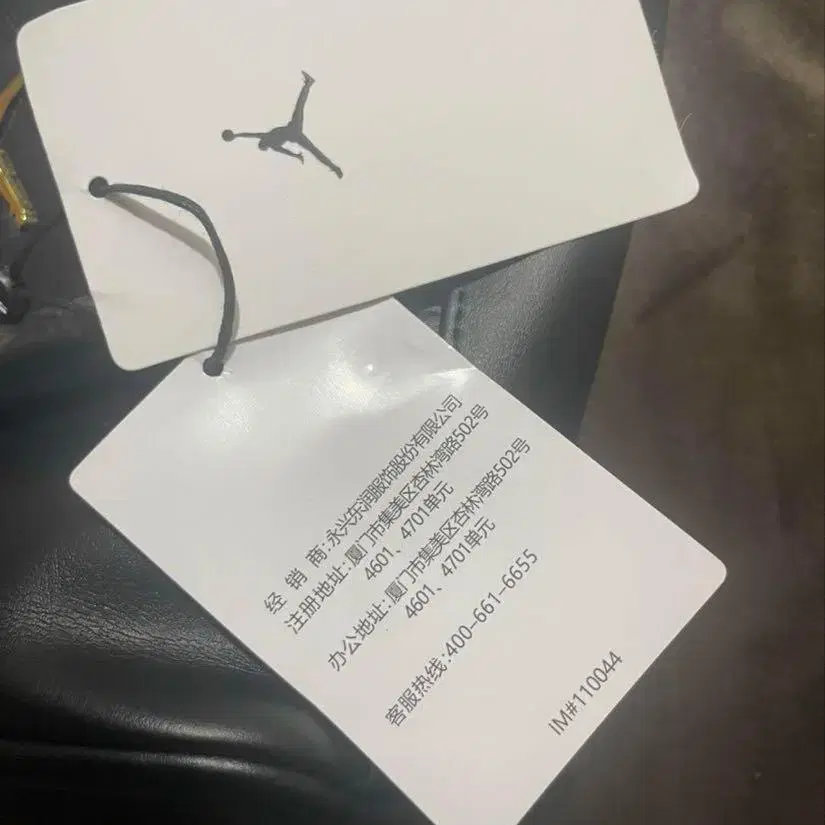 经 销 商:永兴东润服饰股份有限公司
注册地址:厦门市集美区杏林湾路502号
4601、4701单元
办公地址:厦门市集美区杏林湾路502号
4601、4701单元
客服热线:400-661-6655
IM#110044